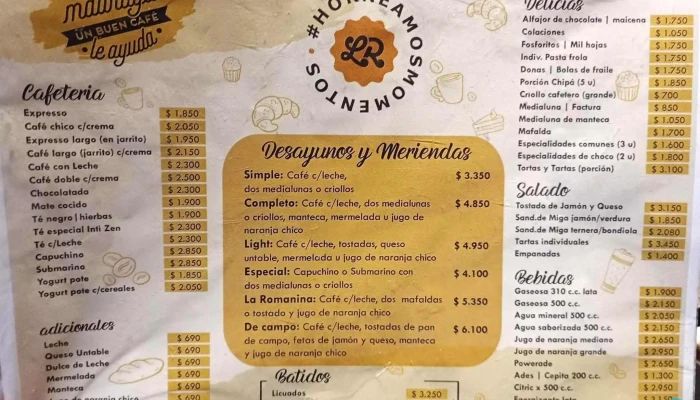 UN BUEN CAFÉ
te ayuda
#HORNEAMOSMOMENTOS
LR
Cafeteria
Expresso $ 1.850
Café chico c/crema $ 2.050
Expresso largo (en jarrito) $ 1.950
Café largo (jarrito) c/crema $ 2.150
Café con Leche $ 2.300
Café doble c/crema $ 2.500
Chocolatada $ 2.300
Mate cocido $ 1.900
Té negro | hierbas $ 1.900
Té especial Inti Zen $ 2.300
Té c/Leche $ 2.300
Capuchino $ 2.850
Submarino $ 2.850
Yogurt pote $ 1.850
Yogurt pote c/cereales $ 2.050
adicionales
Leche $ 690
Queso Untable $ 690
Dulce de Leche $ 690
Mermelada $ 690
Manteca $ 690
Desayunos y Meriendas
Simple: Café c/leche, $ 3.350
dos medialunas o criollos
Completo: Café c/leche, dos medialunas $ 4.850
o criollos, manteca, mermelada u jugo de
naranja chico
Light: Café c/leche, tostadas, queso $ 4.950
untable, mermelada u jugo de naranja chico
Especial: Capuchino o Submarino con $ 4.100
dos medialunas o criollos
La Romanina: Café c/leche, dos mafaldas $ 5.350
o tostada y jugo de naranja chico
De campo: Café c/leche, tostadas de pan $ 6.100
de campo, fetas de jamón y queso, manteca
y jugo de naranja chico
Batidos
Licuados $ 3.250
Delicias
Alfajor de chocolate | maicena $ 1.750
Colaciones $ 1.050
Fosforitos | Mil hojas $ 1.750
Indiv. Pasta frola $ 1.750
Donas | Bolas de fraile $ 1.750
Porción Chipá (5 u) $ 1.850
Criollo cafetero (grande) $ 700
Medialuna | Factura $ 850
Medialuna de manteca $ 1.050
Mafalda $ 1.700
Especialidades comunes (3 u) $ 1.600
Especialidades de choco (2 u) $ 1.800
Tartas y Tartas (porción) $ 3.100
Salado
Tostado de Jamón y Queso $ 3.150
Sand.de Miga jamón/verdura $ 1.850
Sand.de Miga ternera/bondiola $ 2.080
Tartas individuales $ 3.450
Empanadas $ 1.400
Bebidas
Gaseosa 310 c.c. lata $ 1.900
Gaseosa 500 c.c. $ 2.150
Agua mineral 500 c.c. $ 2.050
Agua saborizada 500 c.c. $ 2.150
Jugo de naranja mediano $ 2.650
Jugo de naranja grande $ 2.950
Powerade $ 2.650
Ades | Cepita 200 c.c. $ 1.300
Citric x 500 c.c. $ 2.950